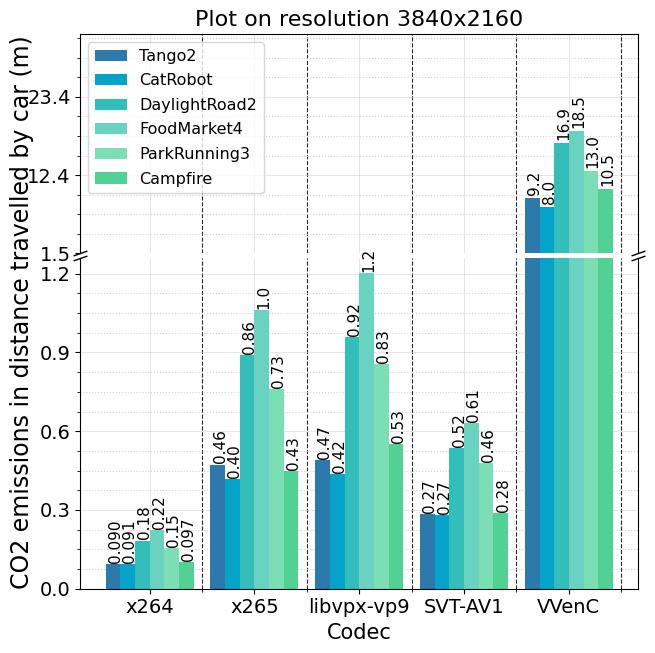 Plot on resolution 3840x2160
CO2 emissions in distance travelled by car (m)
23.4
12.4
1.5
1.2
0.9
0.6
0.3
0.0
Tango2
CatRobot
DaylightRoad2
FoodMarket4
ParkRunning3
Campfire
0.090
0.091
0.18
0.22
0.15
0.097
0.46
0.40
0.86
1.0
0.73
0.43
0.47
0.42
0.92
1.2
0.83
0.53
0.27
0.27
0.52
0.61
0.46
0.28
9.2
8.0
16.9
18.5
13.0
10.5
x264
x265
libvpx-vp9
SVT-AV1
VVenC
Codec